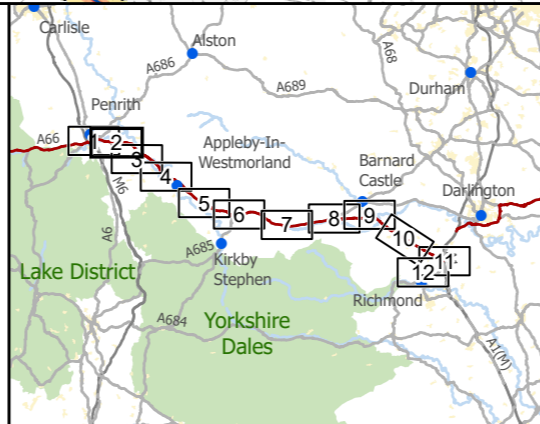 Carlisle
Alston
A68
A686
A689
Durham
Penrith
A66
1
2
3
4
5
6
7
8
9
10
11
12
Appleby-In-
Westmorland
Barnard
Castle
Darlington
M6
A6
A685
Kirkby
Stephen
Lake District
Richmond
A684
Yorkshire
Dales
A1(M)